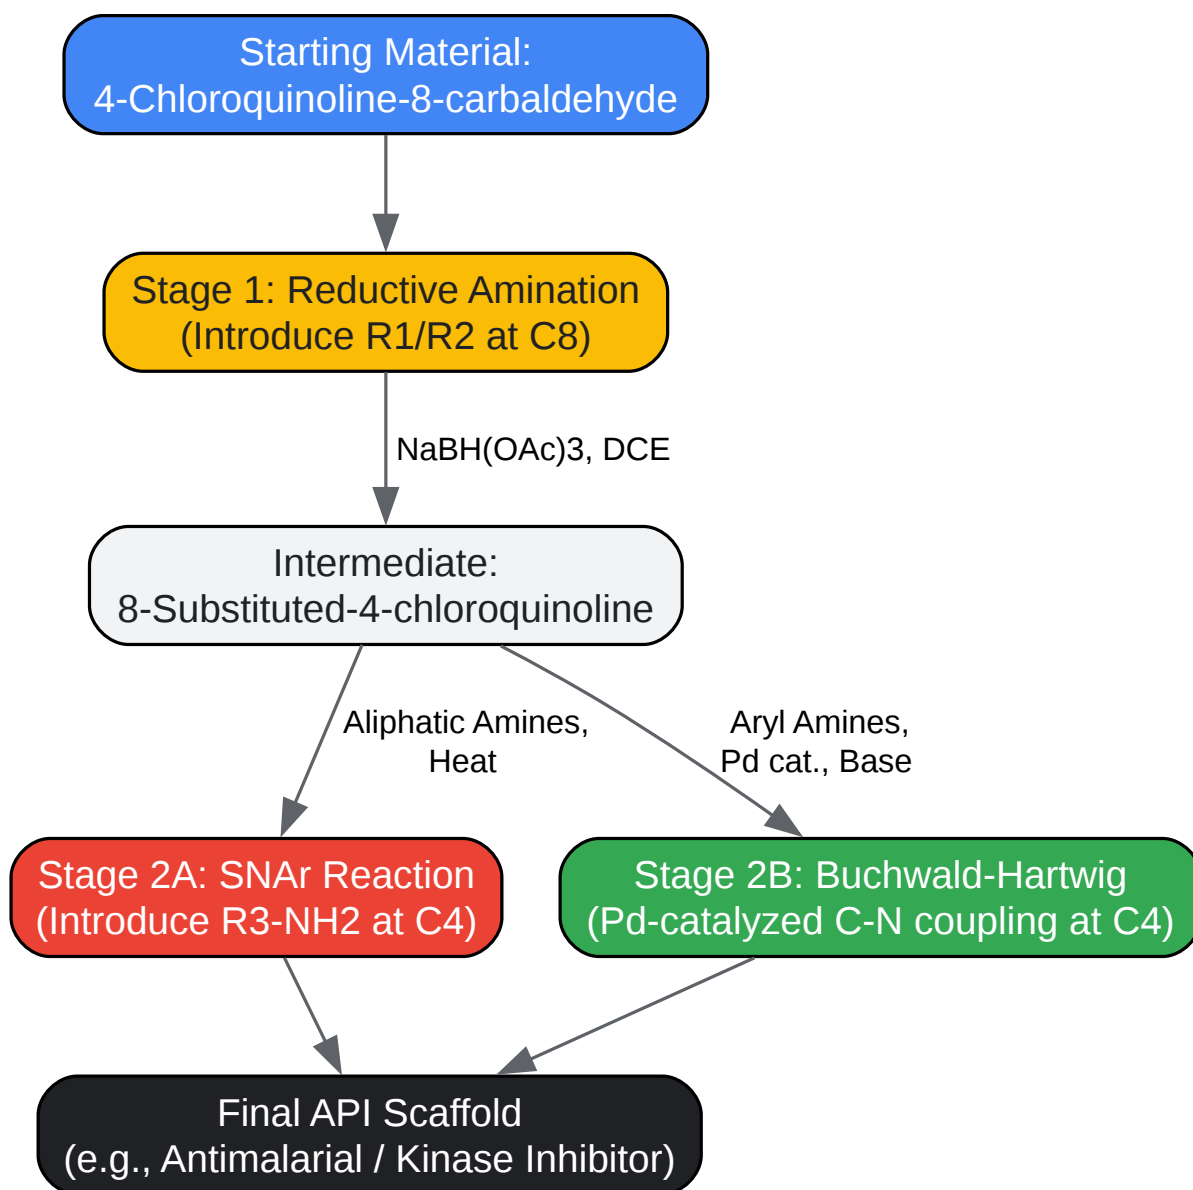 Starting Material:
4-Chloroquinoline-8-carbaldehyde
Stage 1: Reductive Amination
(Introduce R1/R2 at C8)
NaBH(OAc)3, DCE
Intermediate:
8-Substituted-4-chloroquinoline
Aliphatic Amines,
Heat
Aryl Amines,
Pd cat., Base
Stage 2A: SNAr Reaction
(Introduce R3-NH2 at C4)
Stage 2B: Buchwald-Hartwig
(Pd-catalyzed C-N coupling at C4)
Final API Scaffold
(e.g., Antimalarial / Kinase Inhibitor)